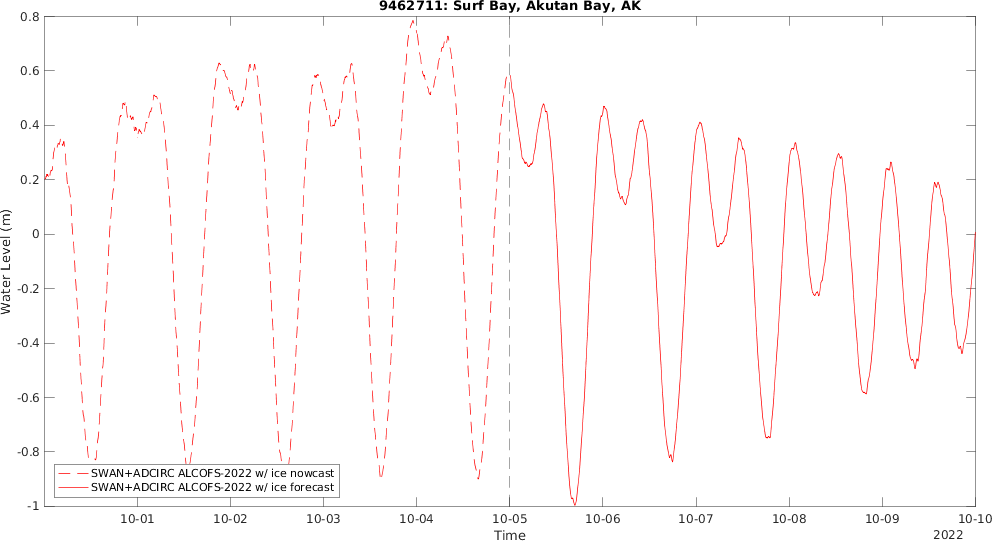 9462711: Surf Bay, Akutan Bay, AK
Water Level (m)
0.8
0.6
0.4
0.2
0
-0.2
-0.4
-0.6
-0.8
-1
SWAN+ADCIRC ALCOFS-2022 w/ ice nowcast
SWAN+ADCIRC ALCOFS-2022 w/ ice forecast
10-01 10-02 10-03 10-04 10-05 10-06 10-07 10-08 10-09 10-10
Time
2022